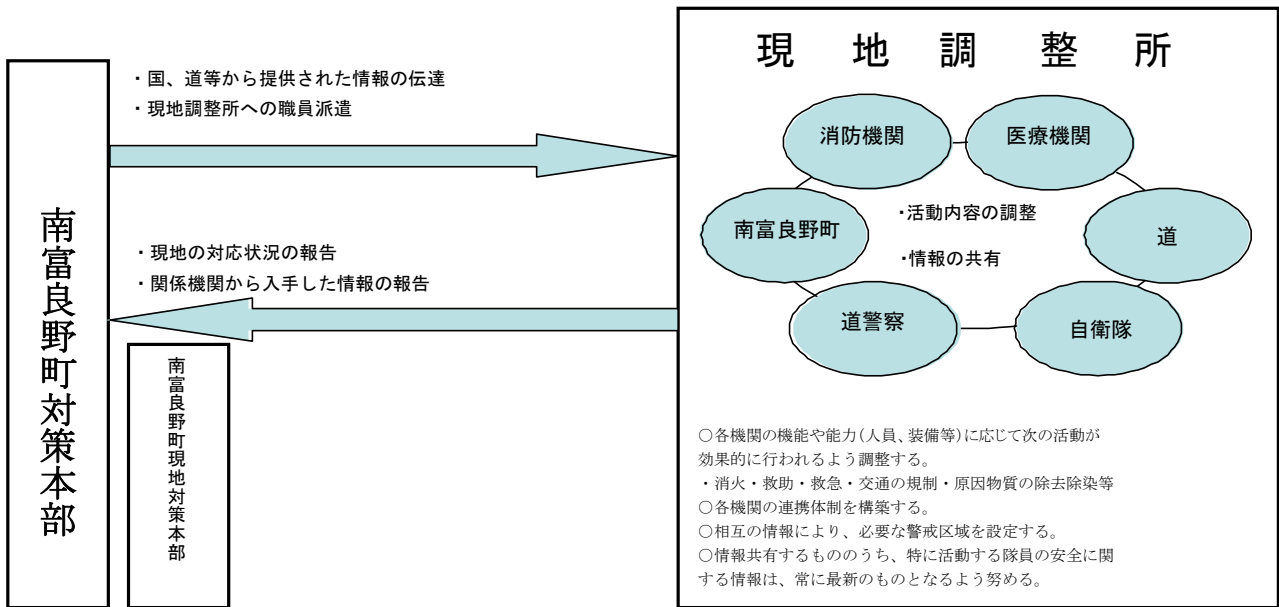 南富良野町対策本部
・国、道等から提供された情報の伝達
・現地調整所への職員派遣
・現地の対応状況の報告
・関係機関から入手した情報の報告
南富良野町現地対策本部
現地調整所
消防機関
医療機関
南富良野町
・活動内容の調整
道
・情報の共有
道警察
自衛隊
○各機関の機能や能力(人員、装備等)に応じて次の活動が
効果的に行われるよう調整する。
・消火・救助・救急・交通の規制・原因物質の除去除染等
○各機関の連携体制を構築する。
○相互の情報により、必要な警戒区域を設定する。
○情報共有するもののうち、特に活動する隊員の安全に関
する情報は、常に最新のものとなるよう努める。